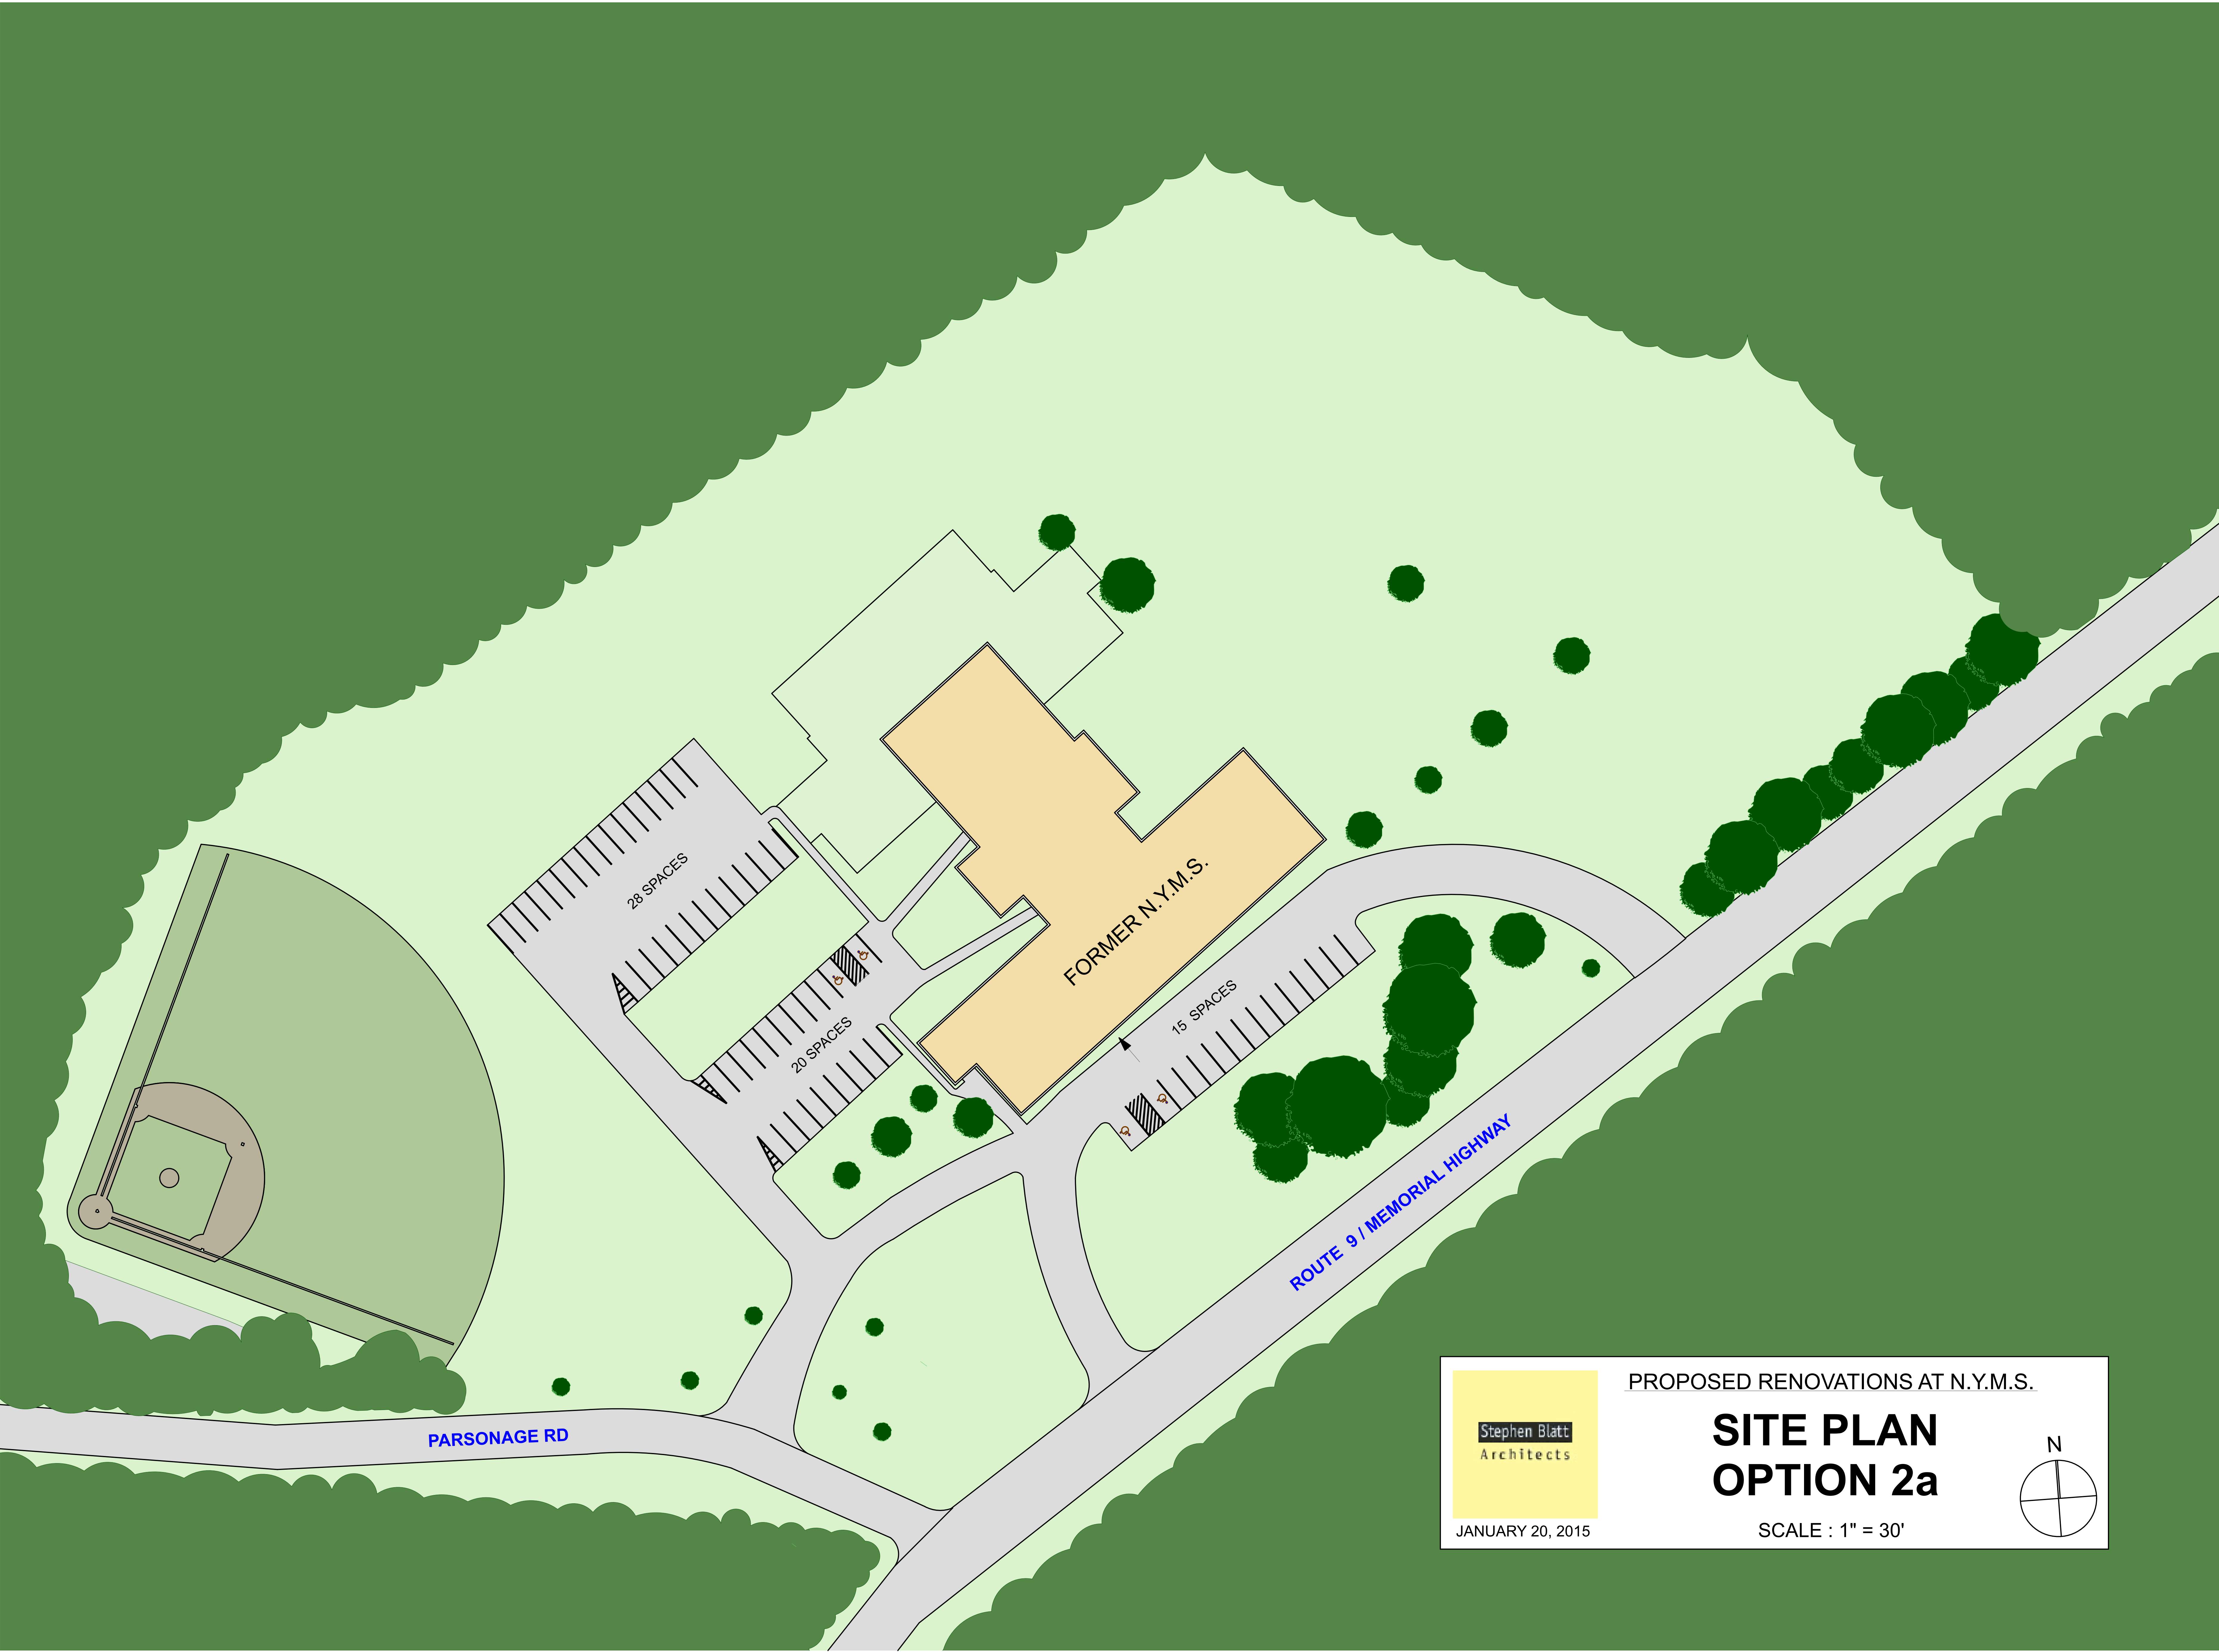 28 SPACES
FORMER N.Y.M.S.
20 SPACES
15 SPACES
ROUTE 9 / MEMORIAL HIGHWAY
PARSONAGE RD
PROPOSED RENOVATIONS AT N.Y.M.S.
Stephen Blatt
Architects
SITE PLAN
OPTION 2a
N
JANUARY 20, 2015
SCALE : 1" = 30'